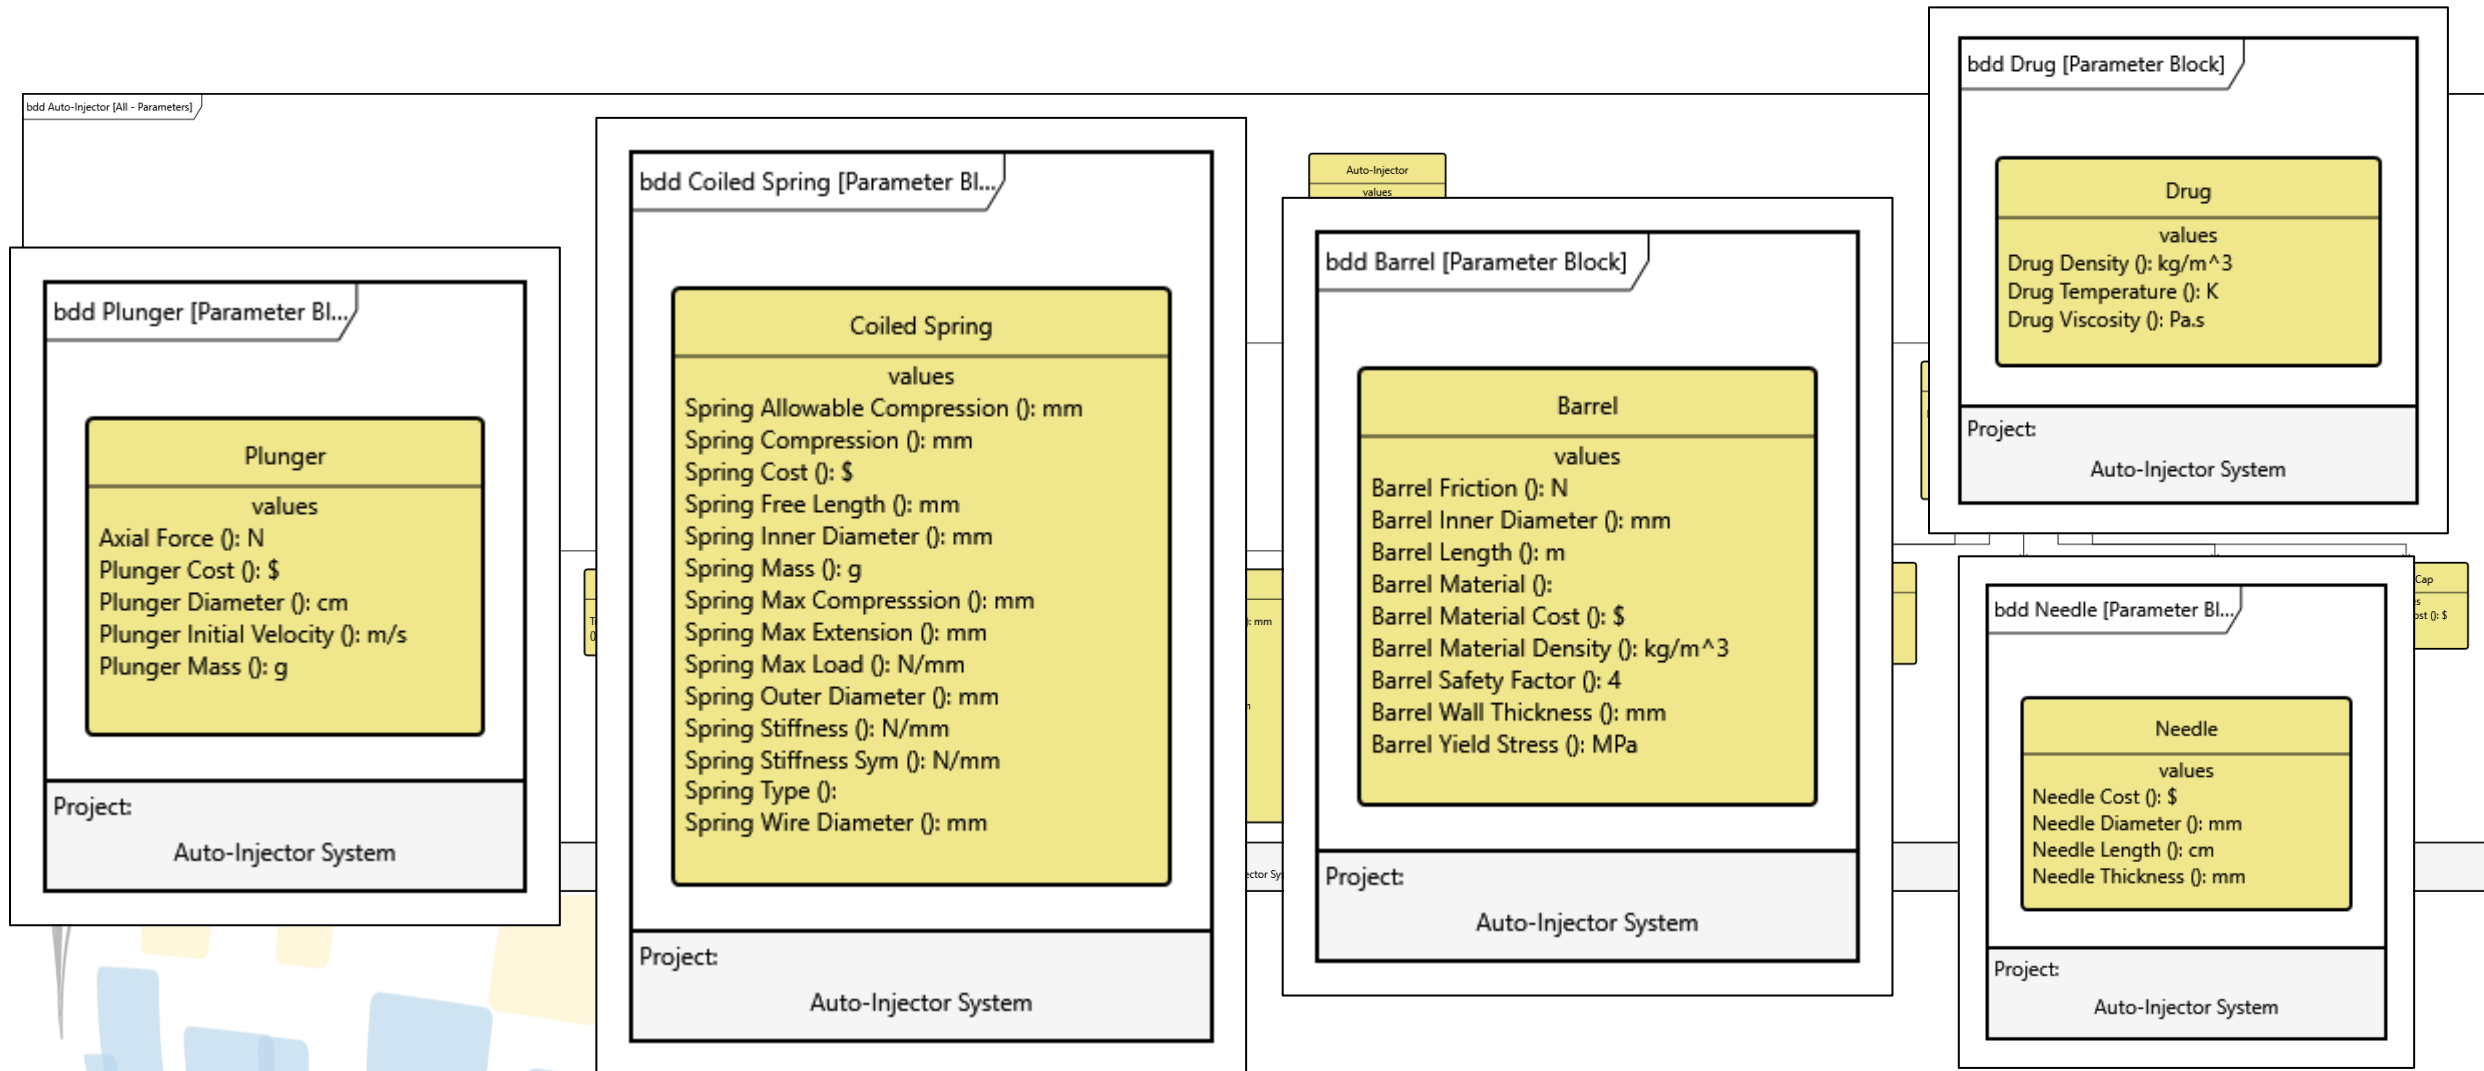 bdd Auto-Injector [All - Parameters]
Auto-Injector
values
bdd Plunger [Parameter Bl...
Plunger
values
Axial Force (): N
Plunger Cost (): $
Plunger Diameter (): cm
Plunger Initial Velocity (): m/s
Plunger Mass (): g
Project:
Auto-Injector System
bdd Coiled Spring [Parameter Bl...
Coiled Spring
values
Spring Allowable Compression (): mm
Spring Compression (): mm
Spring Cost (): $
Spring Free Length (): mm
Spring Inner Diameter (): mm
Spring Mass (): g
Spring Max Compresssion (): mm
Spring Max Extension (): mm
Spring Max Load (): N/mm
Spring Outer Diameter (): mm
Spring Stiffness (): N/mm
Spring Stiffness Sym (): N/mm
Spring Type ():
Spring Wire Diameter (): mm
Project:
Auto-Injector System
): mm
bdd Barrel [Parameter Block]
Barrel
values
Barrel Friction (): N
Barrel Inner Diameter (): mm
Barrel Length (): m
Barrel Material ():
Barrel Material Cost (): $
Barrel Material Density (): kg/m^3
Barrel Safety Factor (): 4
Barrel Wall Thickness (): mm
Barrel Yield Stress (): MPa
Project:
Auto-Injector System
bdd Drug [Parameter Block]
Drug
values
Drug Density (): kg/m^3
Drug Temperature (): K
Drug Viscosity (): Pa.s
Project:
Auto-Injector System
bdd Needle [Parameter Bl...
Needle
values
Needle Cost (): $
Needle Diameter (): mm
Needle Length (): cm
Needle Thickness (): mm
Project:
Auto-Injector System
Cap
ost (): $